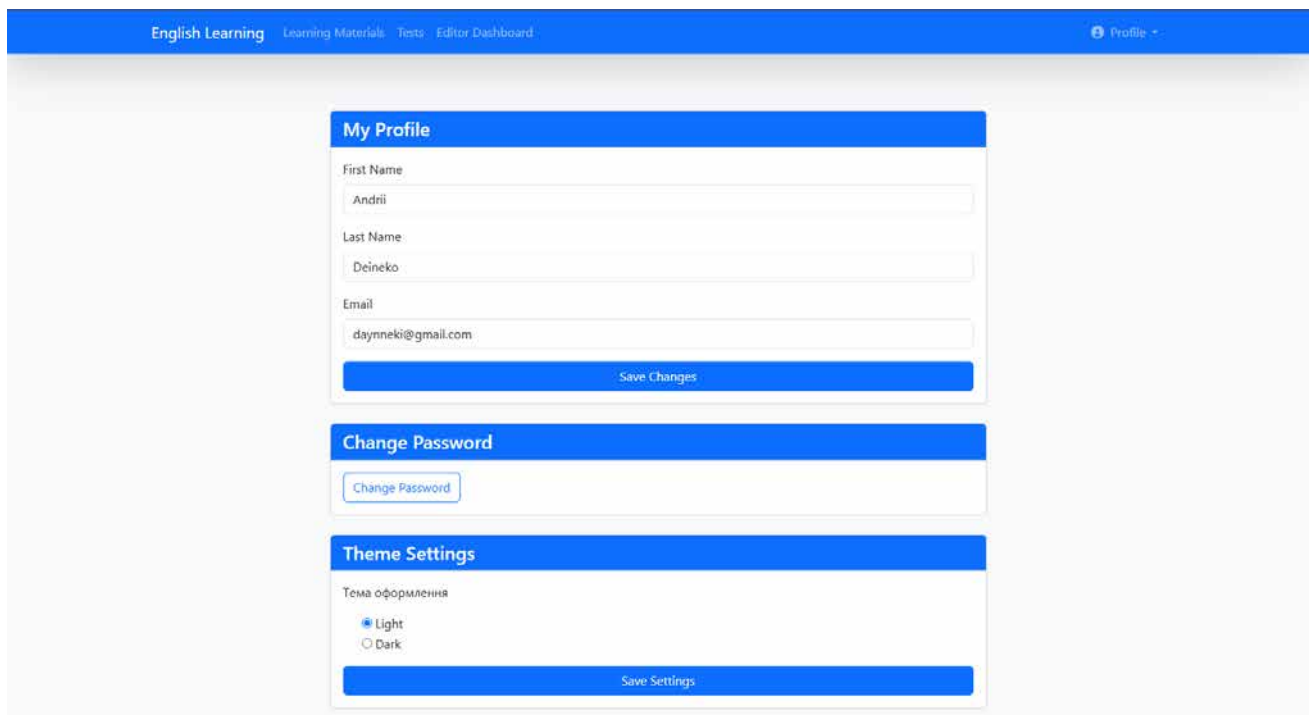 English Learning Learning Materials Tests Editor Dashboard Profile
My Profile
First Name
Andrii
Last Name
Deineko
Email
daynneki@gmail.com
Save Changes
Change Password
Change Password
Theme Settings
Тема оформлення
Light
Dark
Save Settings